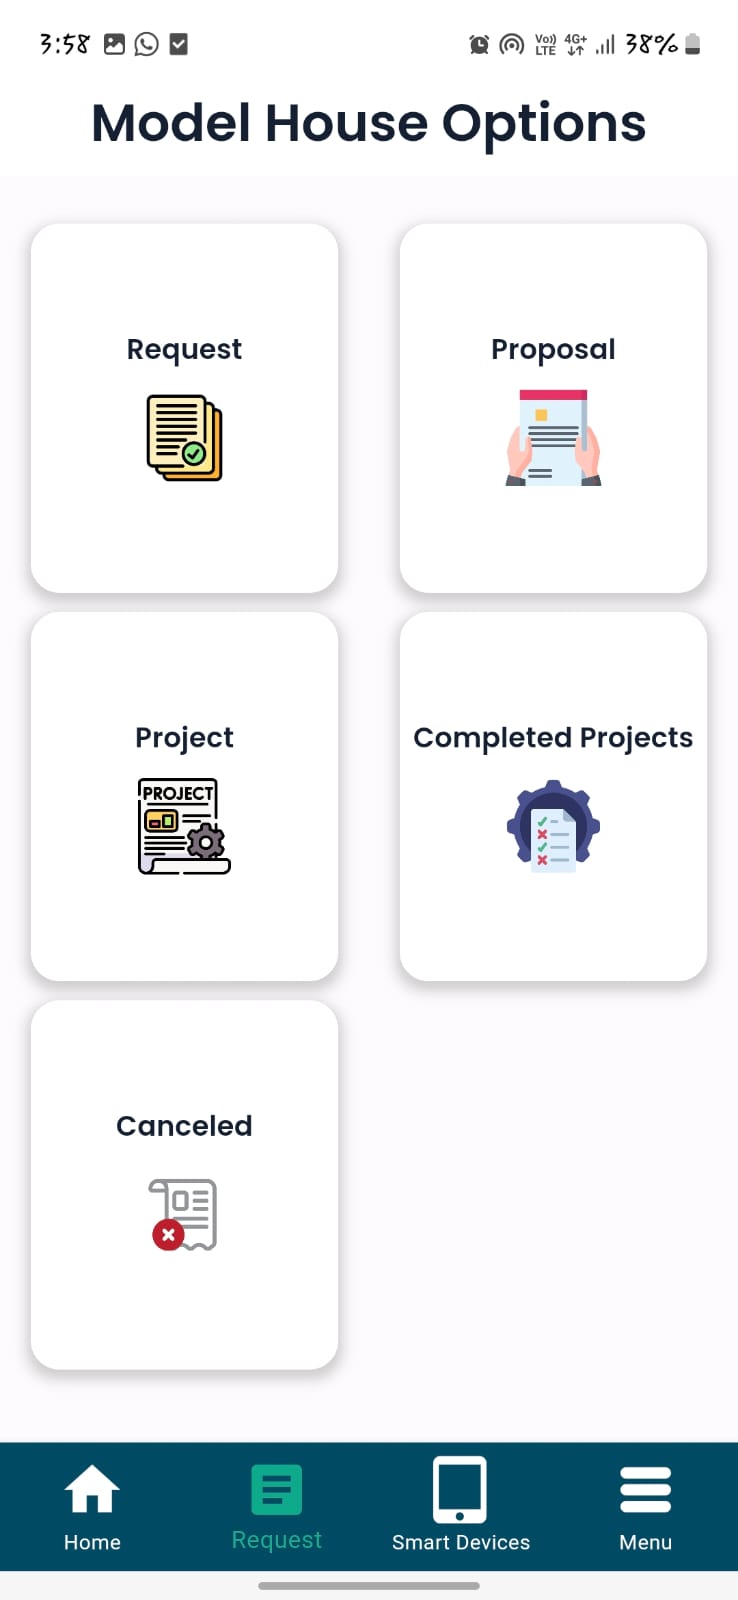 3:58 Vo)) LTE 4G+ 38%
Model House Options
Request
Proposal
Project
PROJECT
Completed Projects
Canceled
Home
Request
Smart Devices
Menu